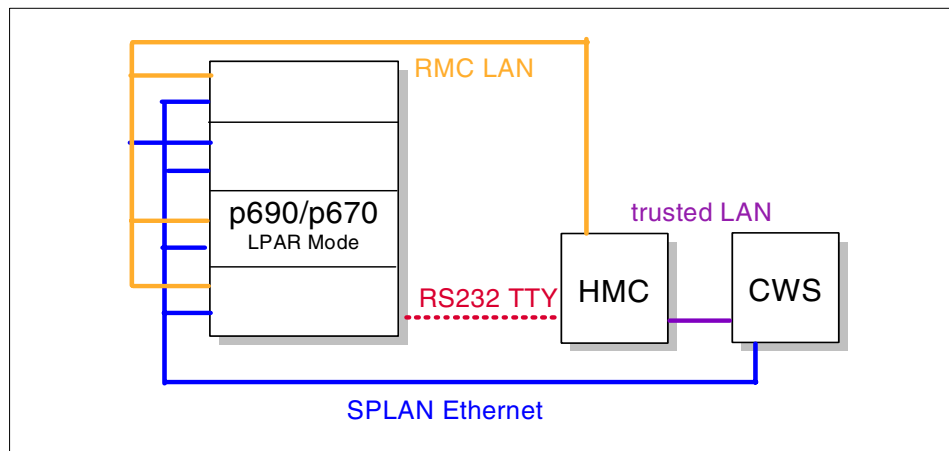 RMC LAN
p690/p670
LPAR Mode
trusted LAN
RS232 TTY
HMC
CWS
SPLAN Ethernet